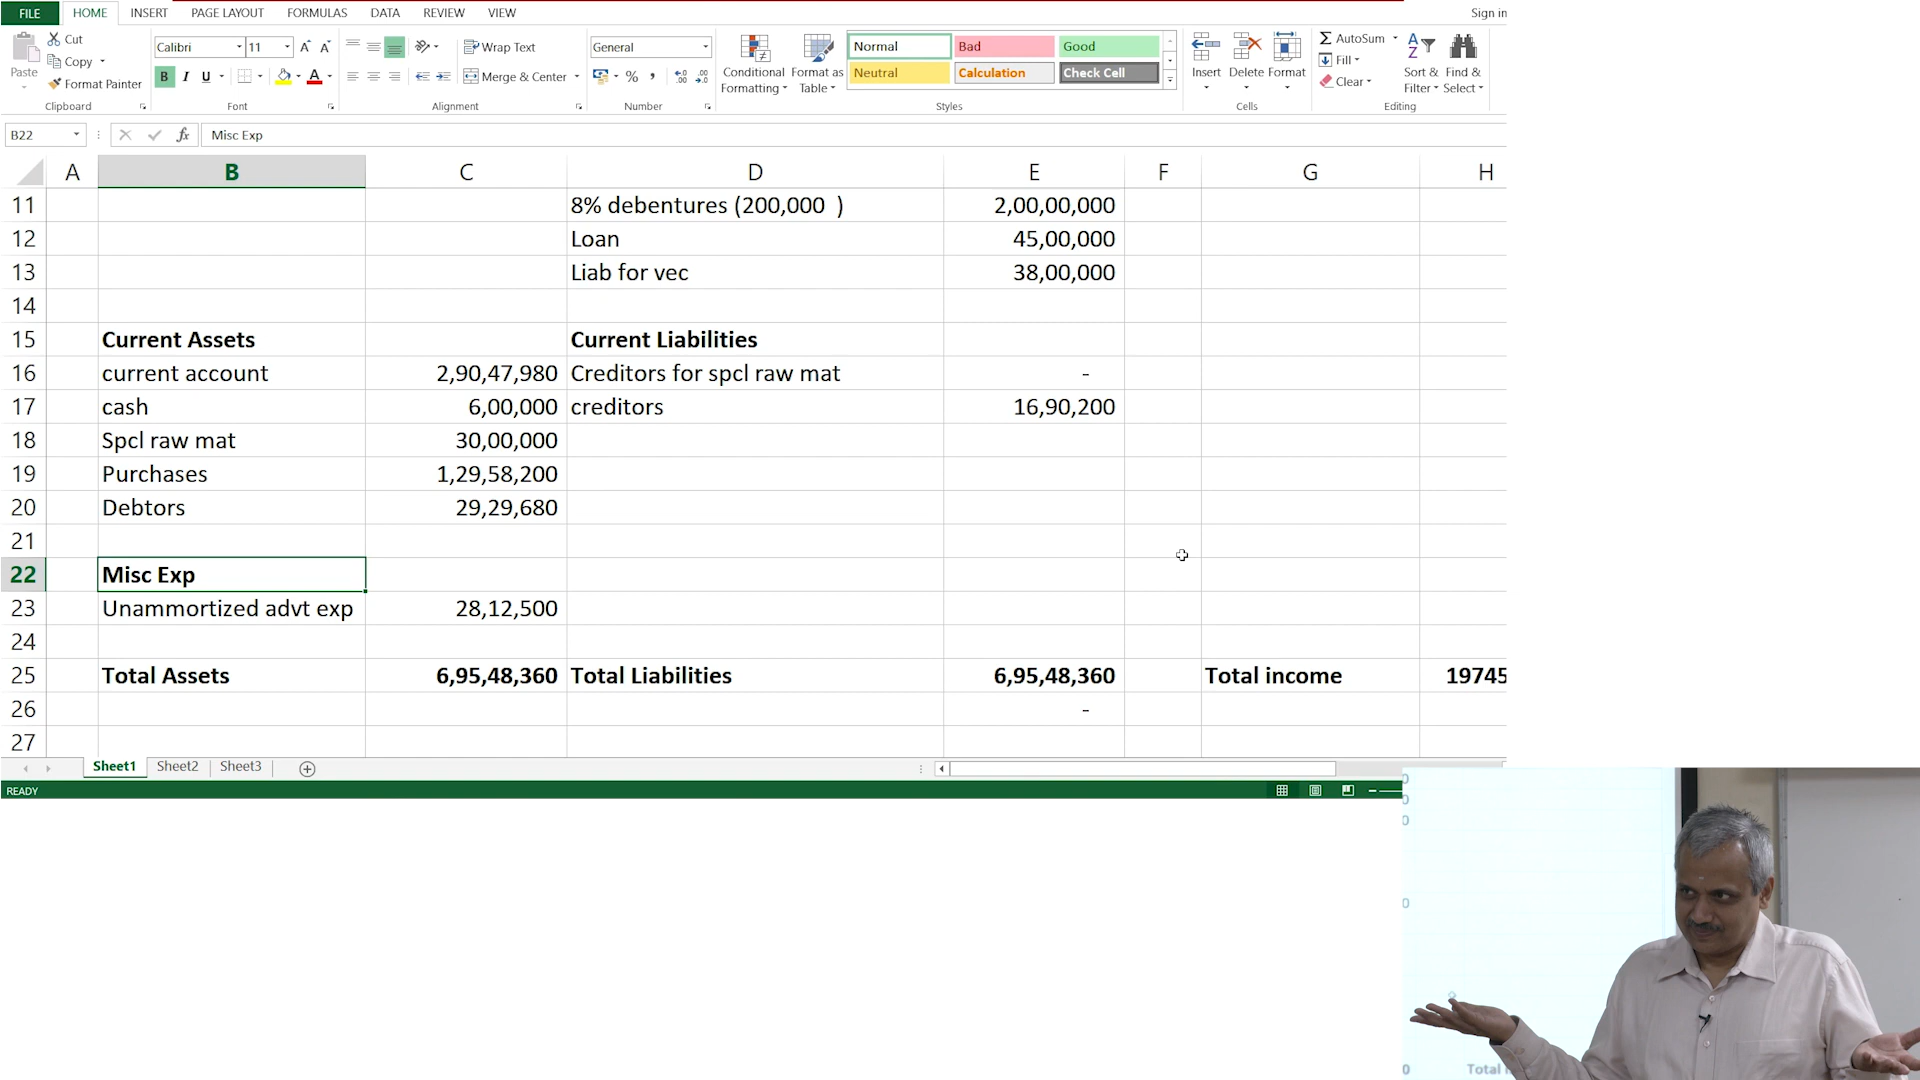 FILE HOME INSERT PAGE LAYOUT FORMULAS DATA REVIEW VIEW Sign in
Paste Cut Copy Format Painter Clipboard
Calibri 11 B I U Font
Wrap Text Merge & Center Alignment
General % , Number
Conditional Formatting Format as Table
Normal Bad Good
Neutral Calculation Check Cell
Styles
Insert Delete Format Cells
AutoSum Fill Clear Sort & Filter Find & Select Editing
B22 fx Misc Exp
A B C D E F G H
11 8% debentures (200,000 ) 2,00,00,000
12 Loan 45,00,000
13 Liab for vec 38,00,000
14
15 Current Assets Current Liabilities
16 current account 2,90,47,980 Creditors for spcl raw mat -
17 cash 6,00,000 creditors 16,90,200
18 Spcl raw mat 30,00,000
19 Purchases 1,29,58,200
20 Debtors 29,29,680
21
22 Misc Exp
23 Unammortized advt exp 28,12,500
24
25 Total Assets 6,95,48,360 Total Liabilities 6,95,48,360 Total income 19745
26 -
27
Sheet1 Sheet2 Sheet3
READY
Total